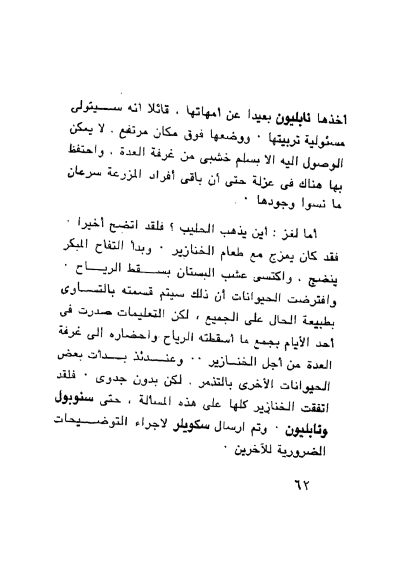 أخذها نابليون بعيدا عن أمهاتها ، قائلا انه سيتولى
مسئولية تربيتها · ووضعها فوق مكان مرتفع ، لا يمكن
الوصول اليه الا بسلم خشبى من غرفة العدة ، واحتفظ
بها هناك فى عزلة حتى أن باقى أفراد المزرعة سرعان
ما نسوا وجودها ·
أما لغز : أين يذهب الحليب ؟ فلقد اتضح أخيرا ·
فقد كان يمزج مع طعام الخنازير · وبدأ التفاح المبكر
ينضج ، واكتسى عشب البستان بسقط الرياح ·
وافترضت الحيوانات أن ذلك سيتم قسمته بالتساوى
بطبيعة الحال على الجميع ، لكن التعليمات صدرت فى
أحد الأيام بجمع ما أسقطته الرياح واحضاره الى غرفة
العدة من أجل الخنازير ·· وعندئذ بدأت بعض
الحيوانات الأخرى بالتذمر . لكن بدون جدوى · فلقد
اتفقت الخنازير كلها على هذه المسألة ، حتى سنوبول
ونابليون · وتم ارسال سكويلر لاجراء التوضيحات
الضرورية للآخرين ·
٦٢